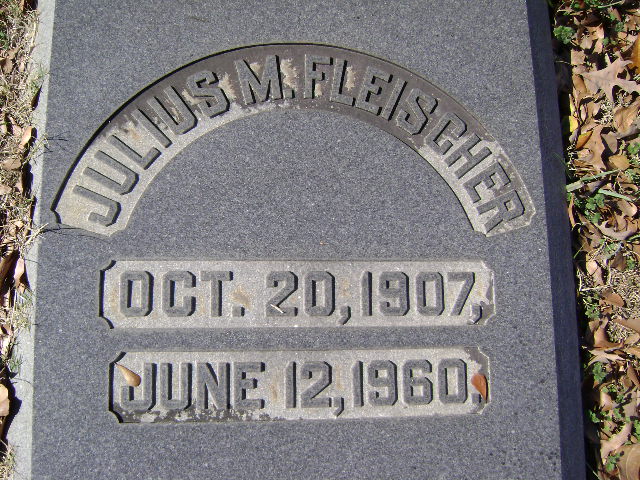 JULIUS M. FLEISCHER
OCT. 20, 1907,
JUNE 12, 1960.